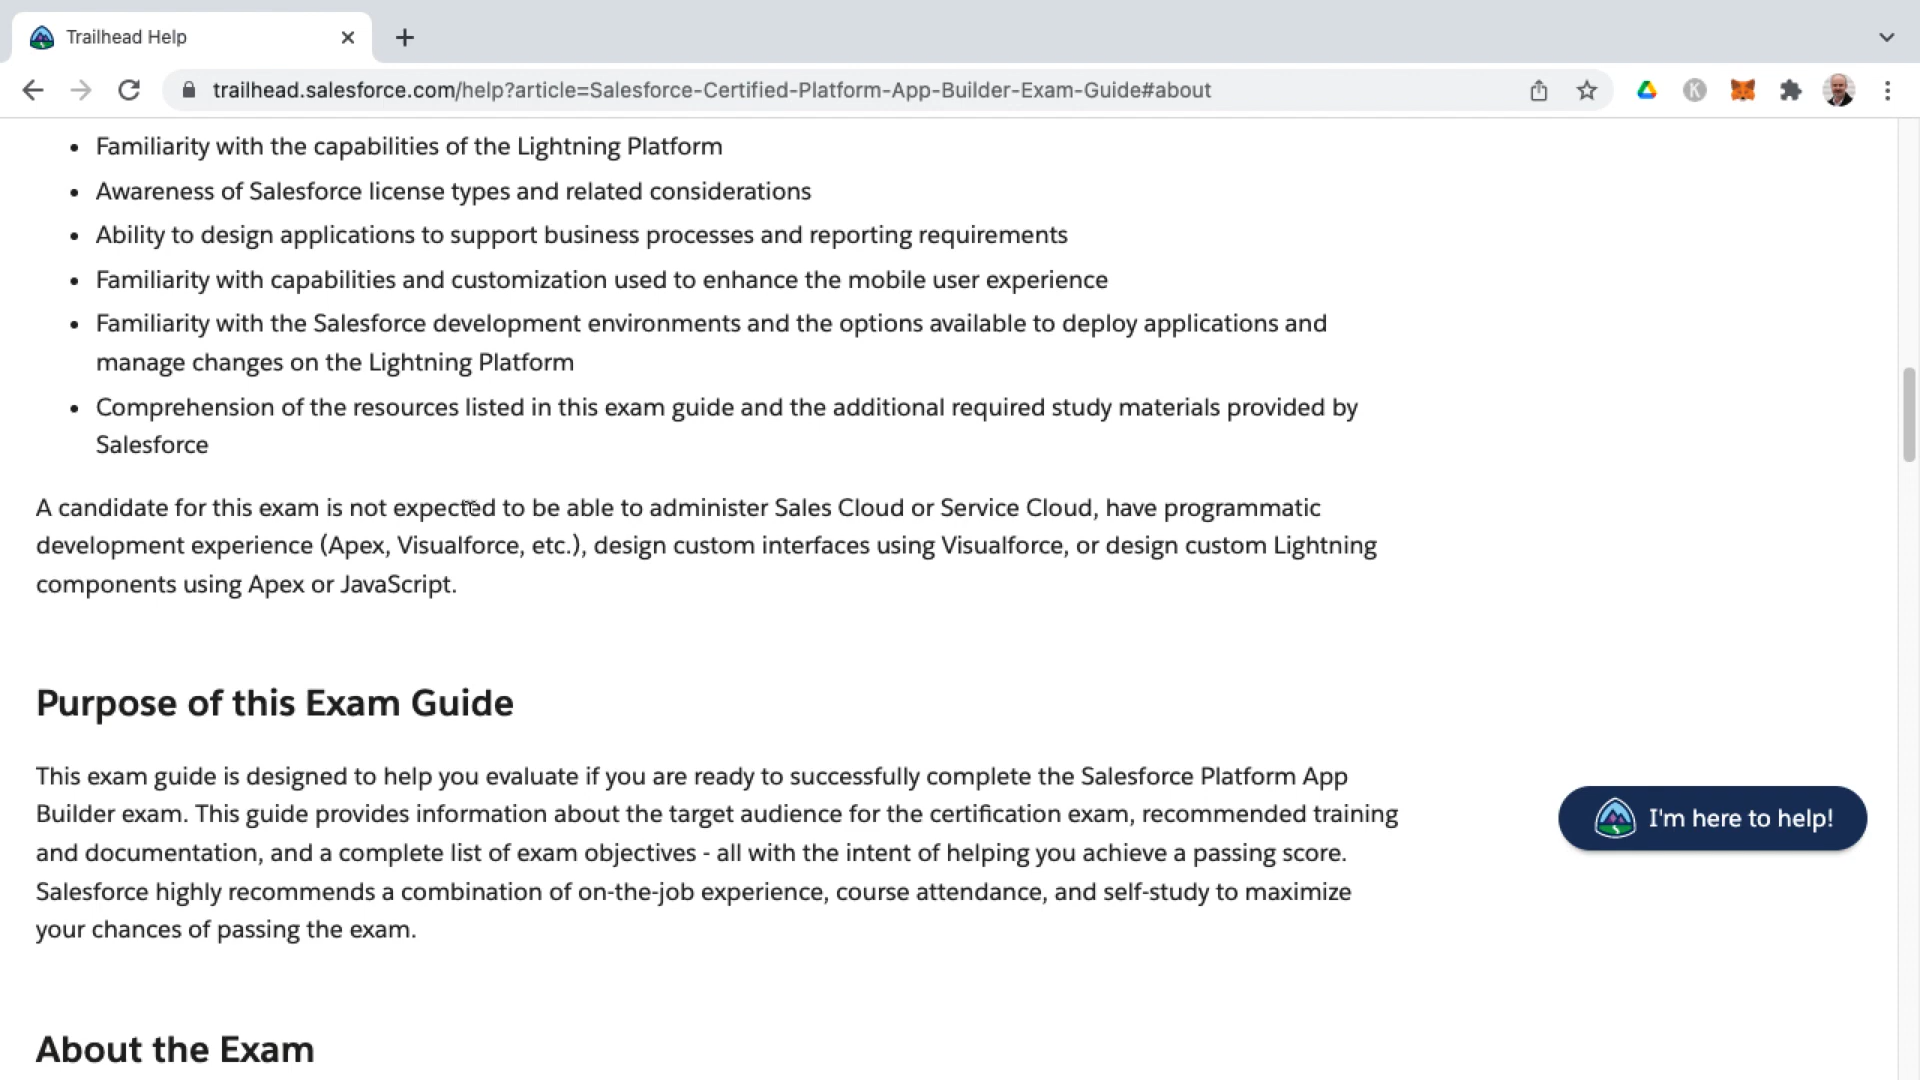 Trailhead Help
trailhead.salesforce.com/help?article=Salesforce-Certified-Platform-App-Builder-Exam-Guide#about
K
• Familiarity with the capabilities of the Lightning Platform
• Awareness of Salesforce license types and related considerations
• Ability to design applications to support business processes and reporting requirements
• Familiarity with capabilities and customization used to enhance the mobile user experience
• Familiarity with the Salesforce development environments and the options available to deploy applications and
manage changes on the Lightning Platform
• Comprehension of the resources listed in this exam guide and the additional required study materials provided by
Salesforce
A candidate for this exam is not expected to be able to administer Sales Cloud or Service Cloud, have programmatic
development experience (Apex, Visualforce, etc.), design custom interfaces using Visualforce, or design custom Lightning
components using Apex or JavaScript.
Purpose of this Exam Guide
This exam guide is designed to help you evaluate if you are ready to successfully complete the Salesforce Platform App
Builder exam. This guide provides information about the target audience for the certification exam, recommended training
and documentation, and a complete list of exam objectives - all with the intent of helping you achieve a passing score.
Salesforce highly recommends a combination of on-the-job experience, course attendance, and self-study to maximize
your chances of passing the exam.
I'm here to help!
About the Exam